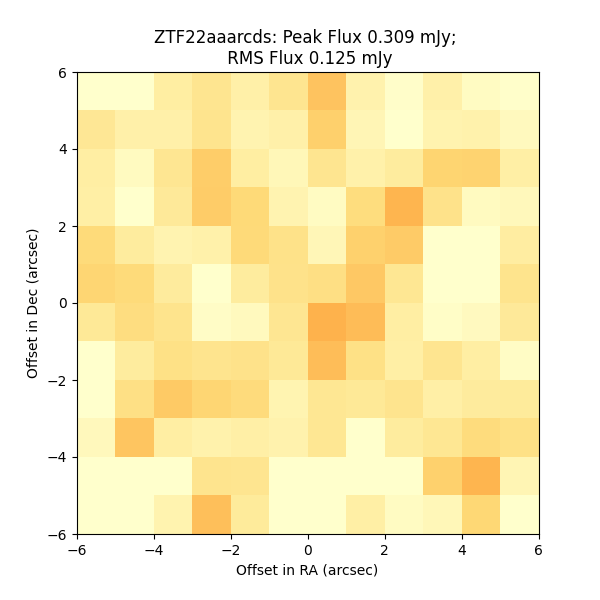 ZTF22aaarcds: Peak Flux 0.309 mJy;
RMS Flux 0.125 mJy
6
4
2
0
−2
−4
−6
Offset in Dec (arcsec)
−6 −4 −2 0 2 4 6
Offset in RA (arcsec)